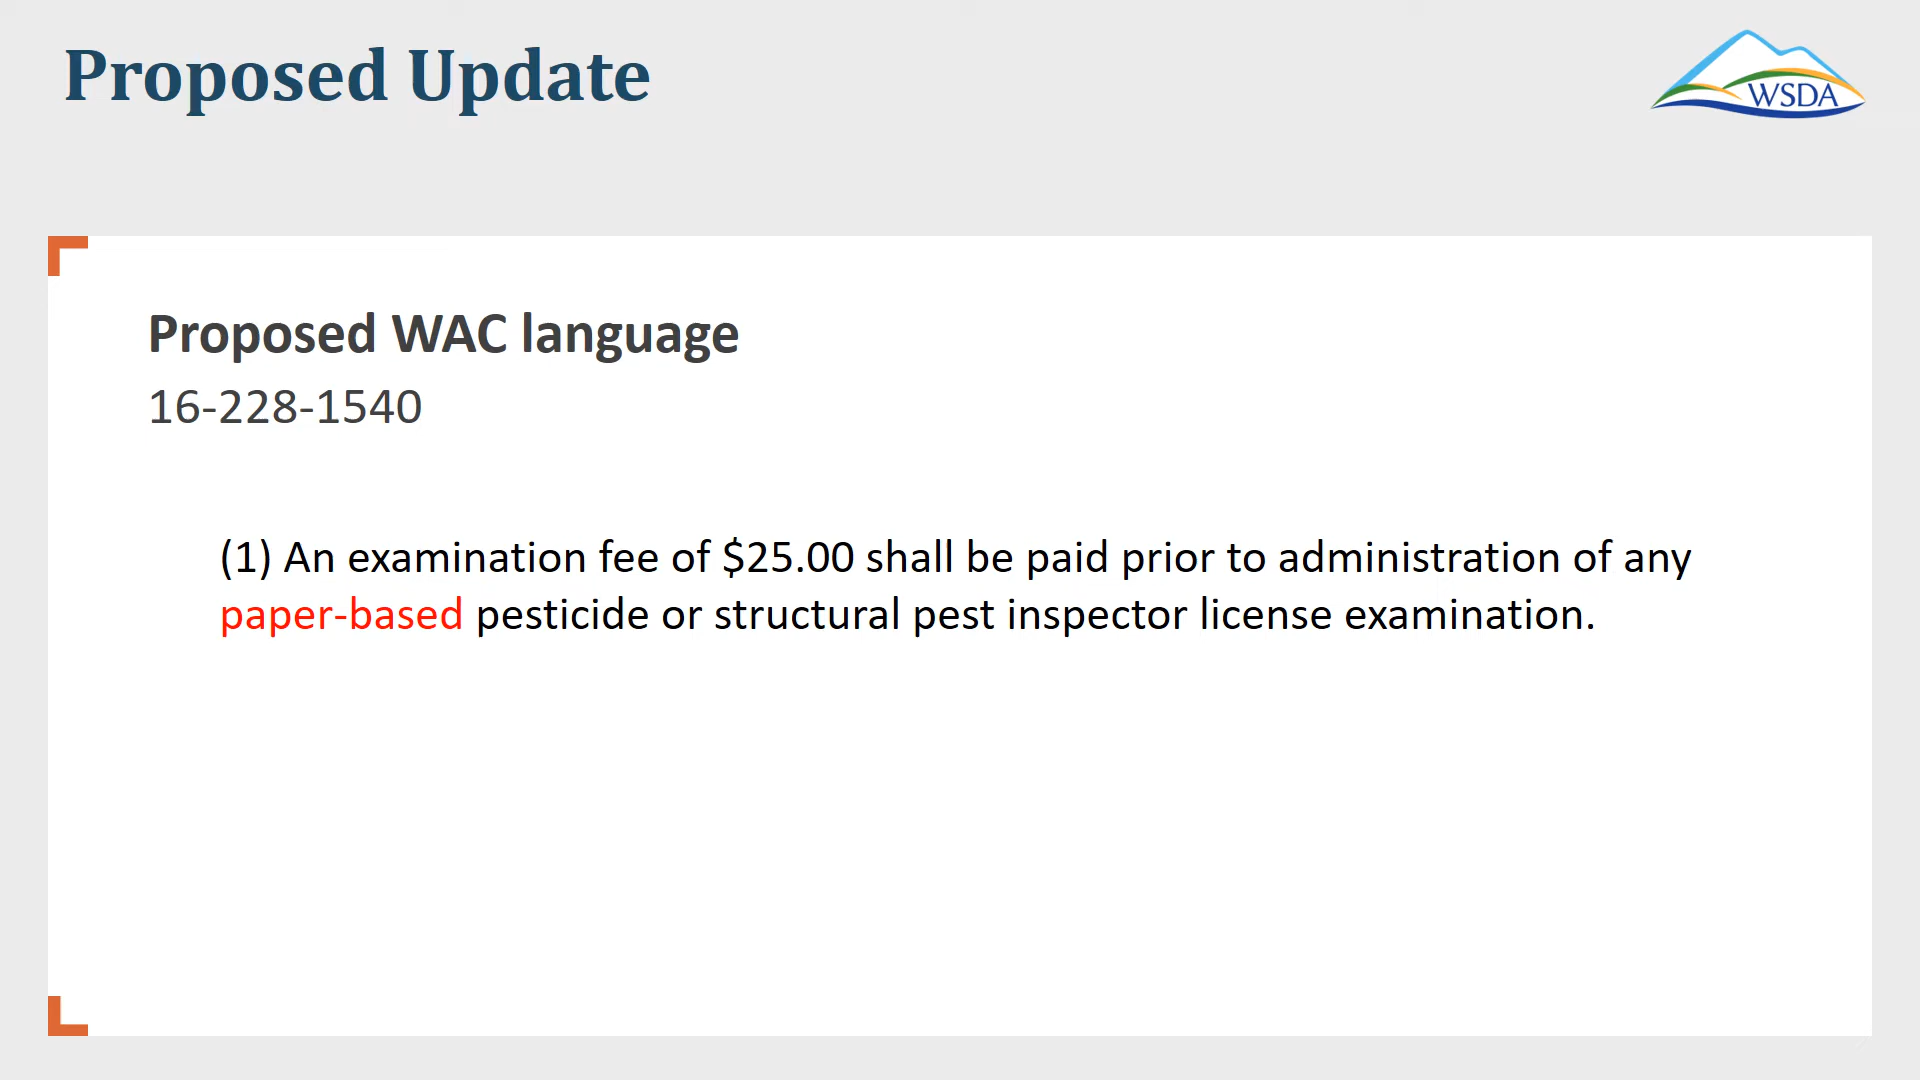 Proposed Update
WSDA
Proposed WAC language
16-228-1540
(1) An examination fee of $25.00 shall be paid prior to administration of any
paper-based pesticide or structural pest inspector license examination.